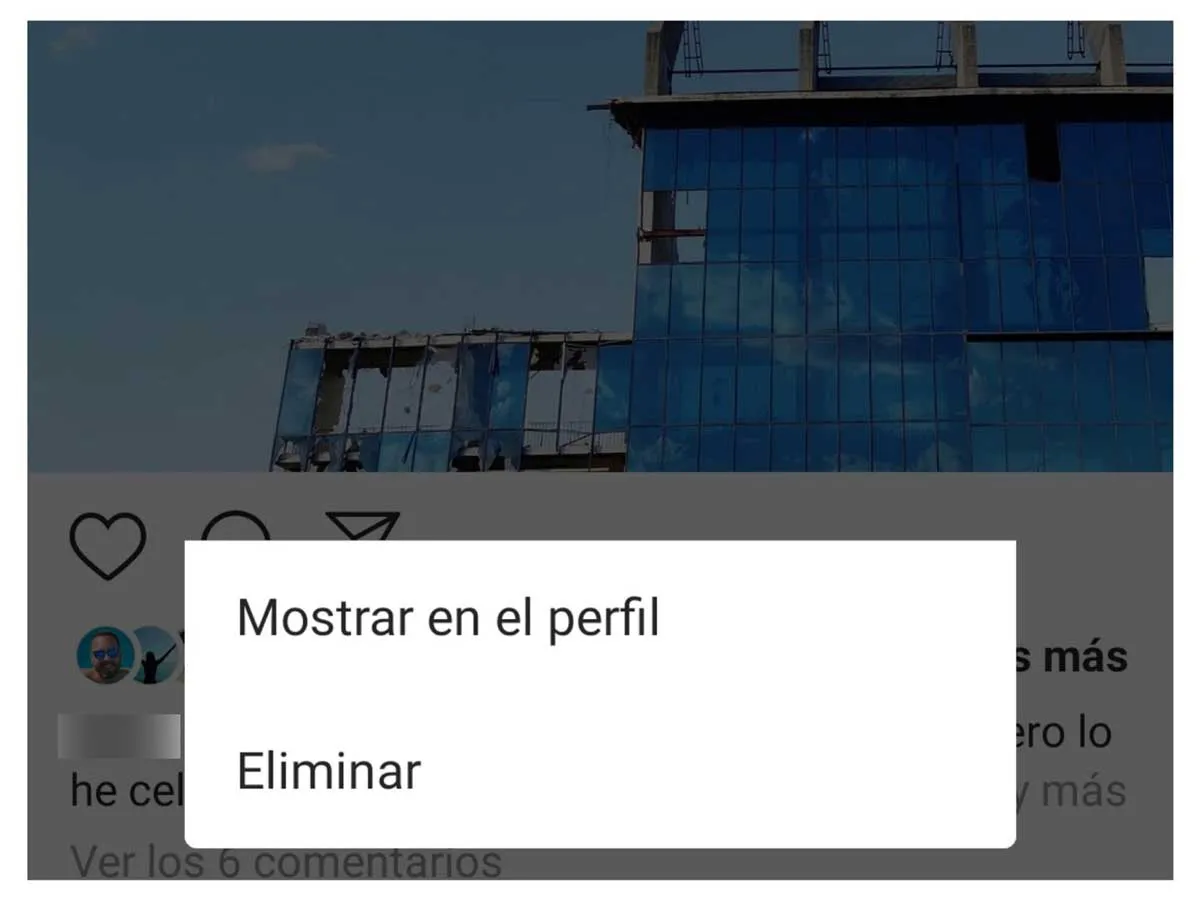 Mostrar en el perfil
s más
ero lo
Eliminar
he cel
y más
Ver los 6 comentarios